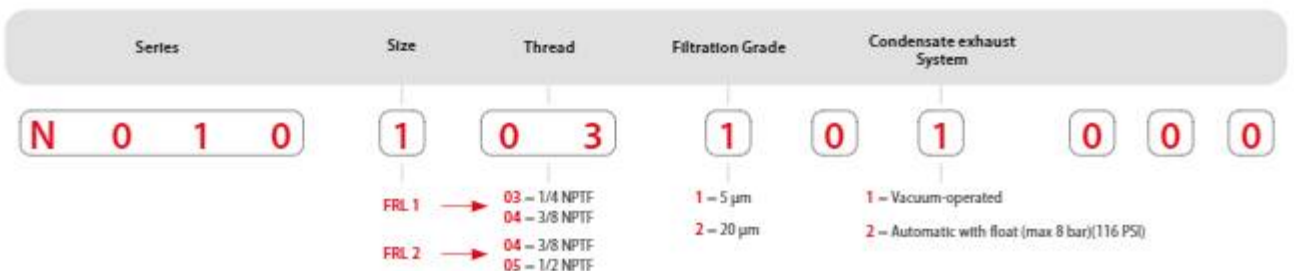 Series Size Thread Filtration Grade Condensate exhaust
System
N 0 1 0 1 0 3 1 0 1 0 0 0
FRL 1
03 – 1/4 NPTF
04 – 3/8 NPTF
FRL 2
04 – 3/8 NPTF
05 – 1/2 NPTF
1 – 5 µm
2 – 20 µm
1 – Vacuum-operated
2 – Automatic with float (max 8 bar)(116 PSI)